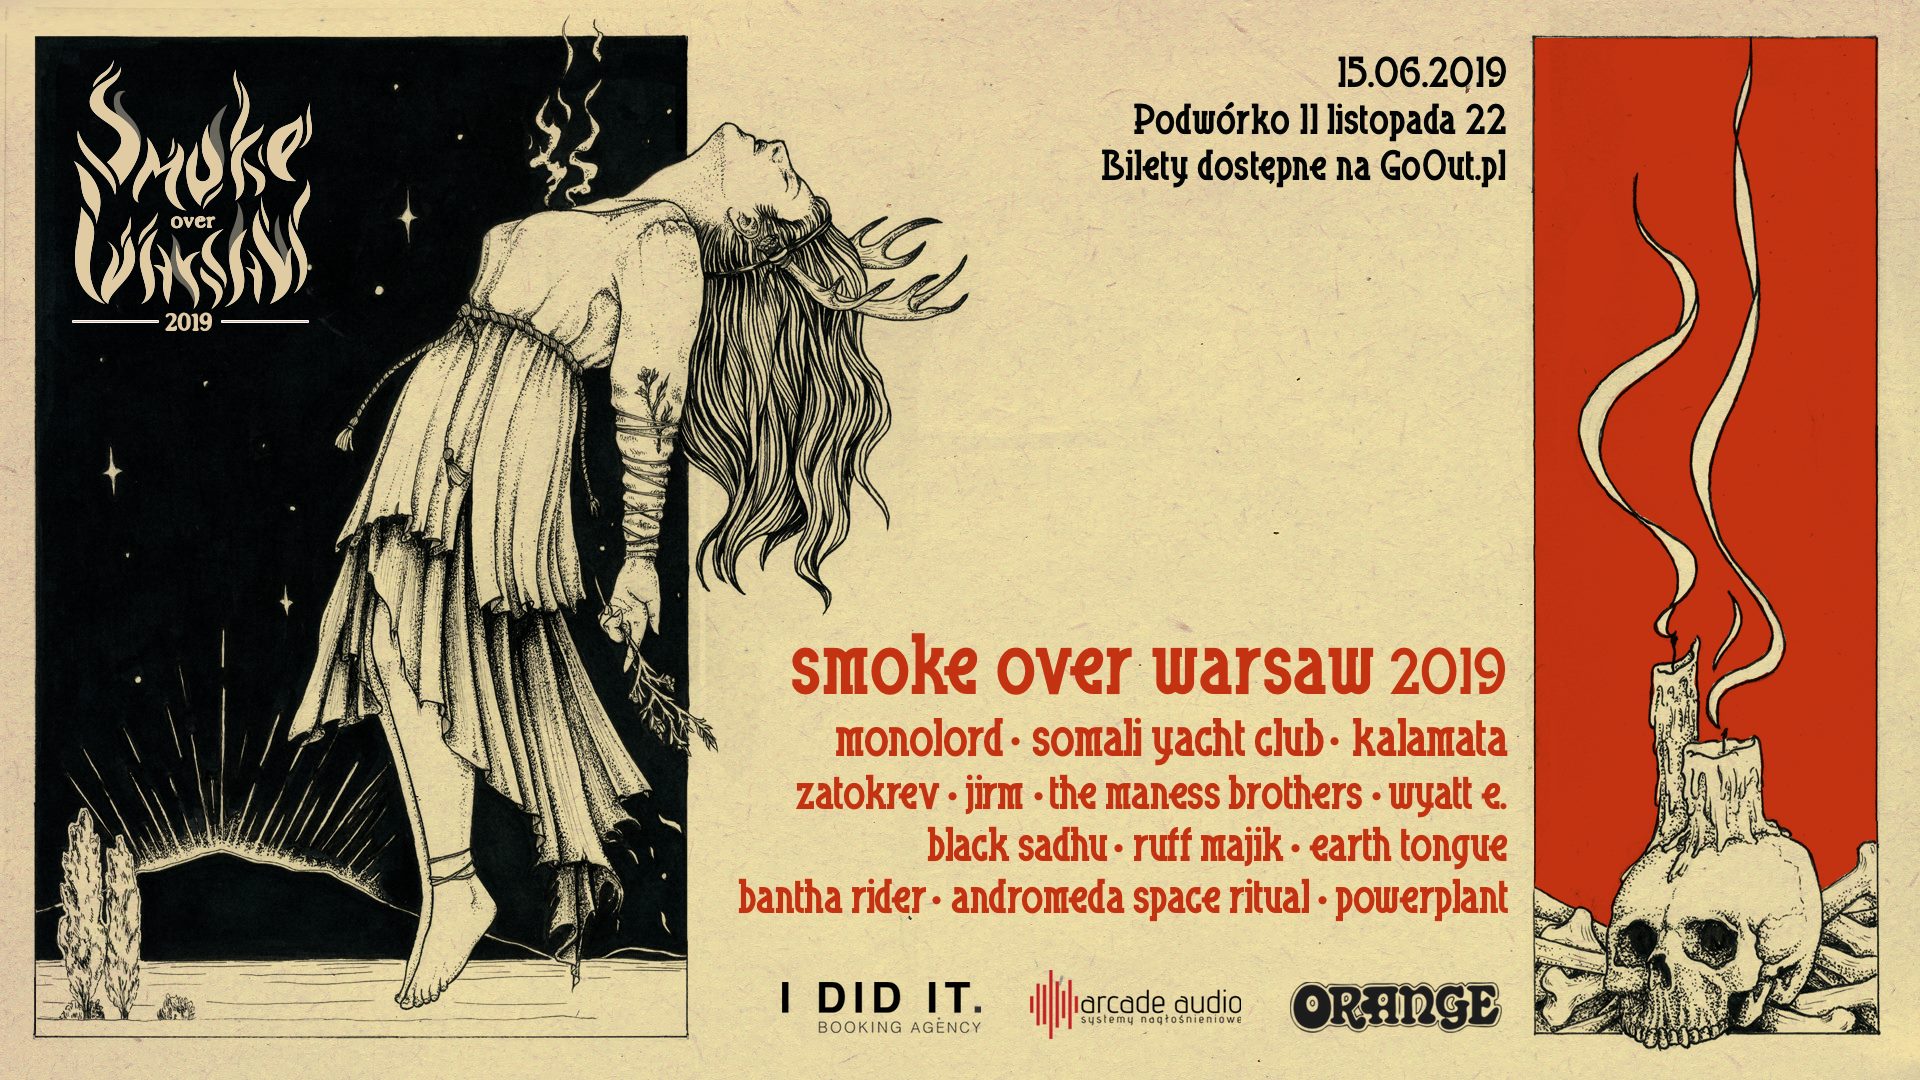 Smoke
over
Warsaw
2019
15.06.2019
Podwórko 11 listopada 22
Bilety dostępne na GoOut.pl
smoke over warsaw 2019
monolord • somali yacht club • kalamata
zatokrev • jirm • the maness brothers • wyatt e.
black sadhu • ruff majik • earth tongue
bantha rider • andromeda space ritual • powerplant
I DID IT.
BOOKING AGENCY
arcade audio
systemy nagłośnieniowe
ORANGE